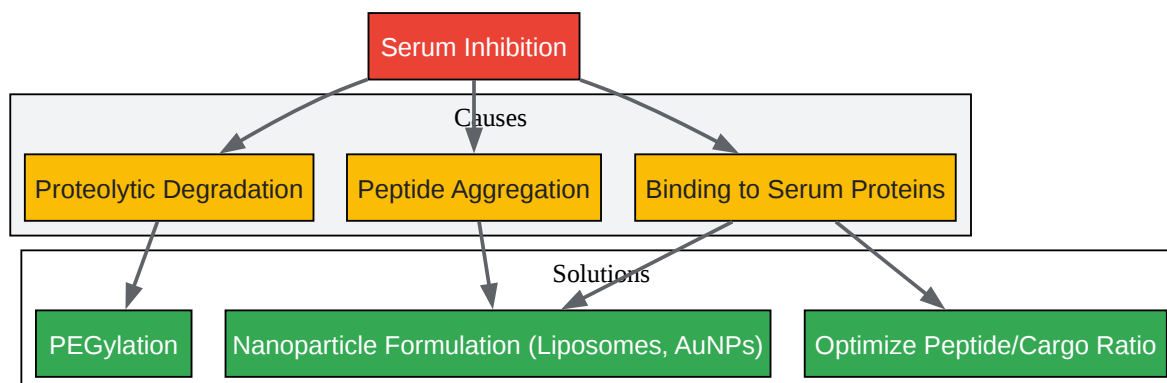 Serum Inhibition
Causes
Proteolytic Degradation
Peptide Aggregation
Binding to Serum Proteins
Solutions
PEGylation
Nanoparticle Formulation (Liposomes, AuNPs)
Optimize Peptide/Cargo Ratio